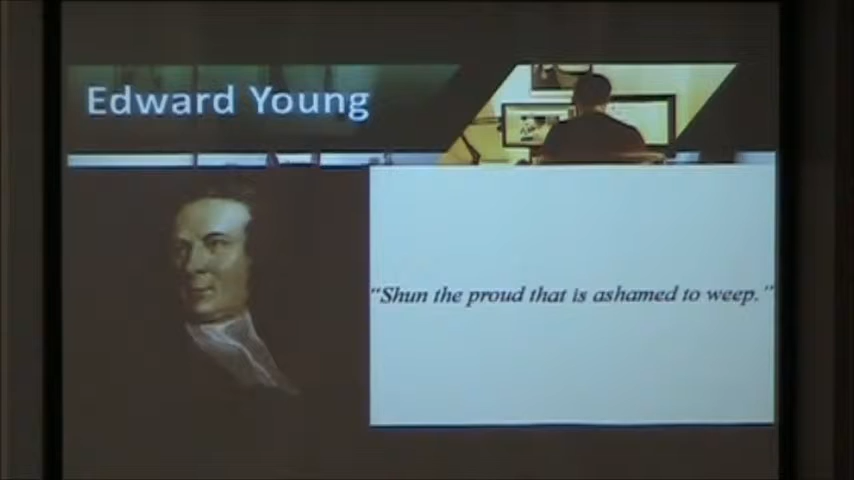 Edward Young
“Shun the proud that is ashamed to weep.”